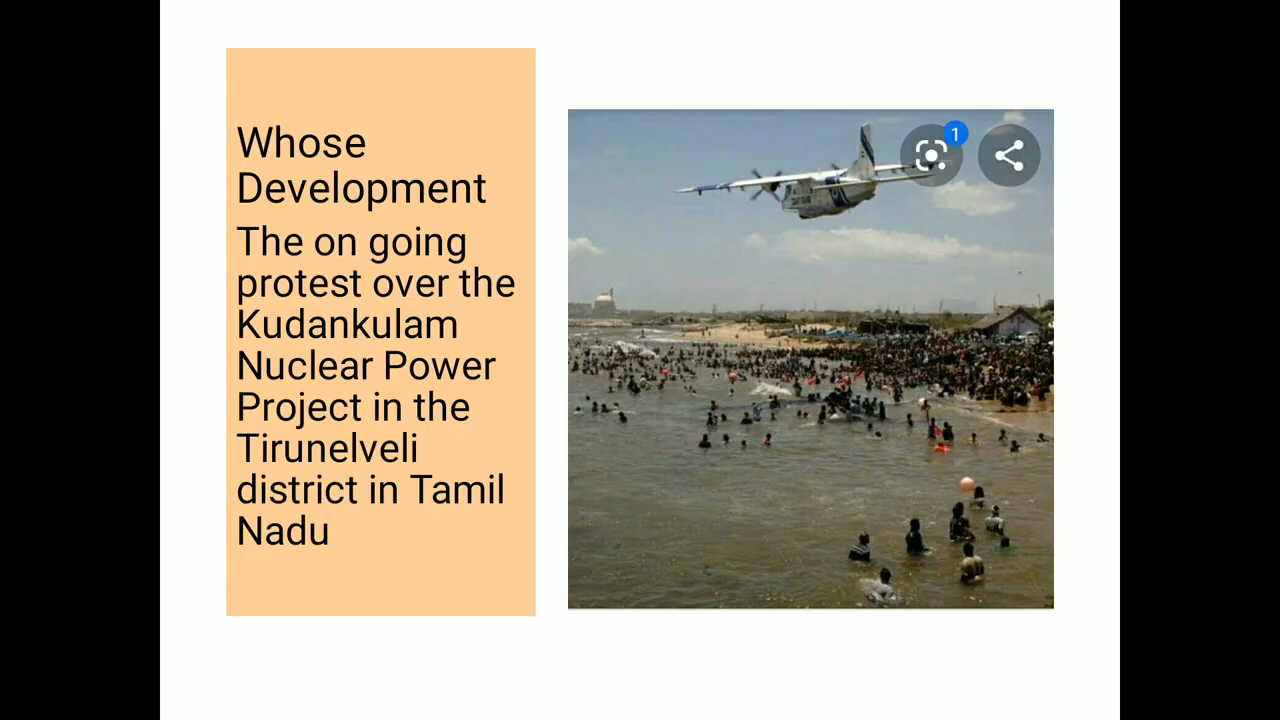 Whose
Development
The on going
protest over the
Kudankulam
Nuclear Power
Project in the
Tirunelveli
district in Tamil
Nadu
1